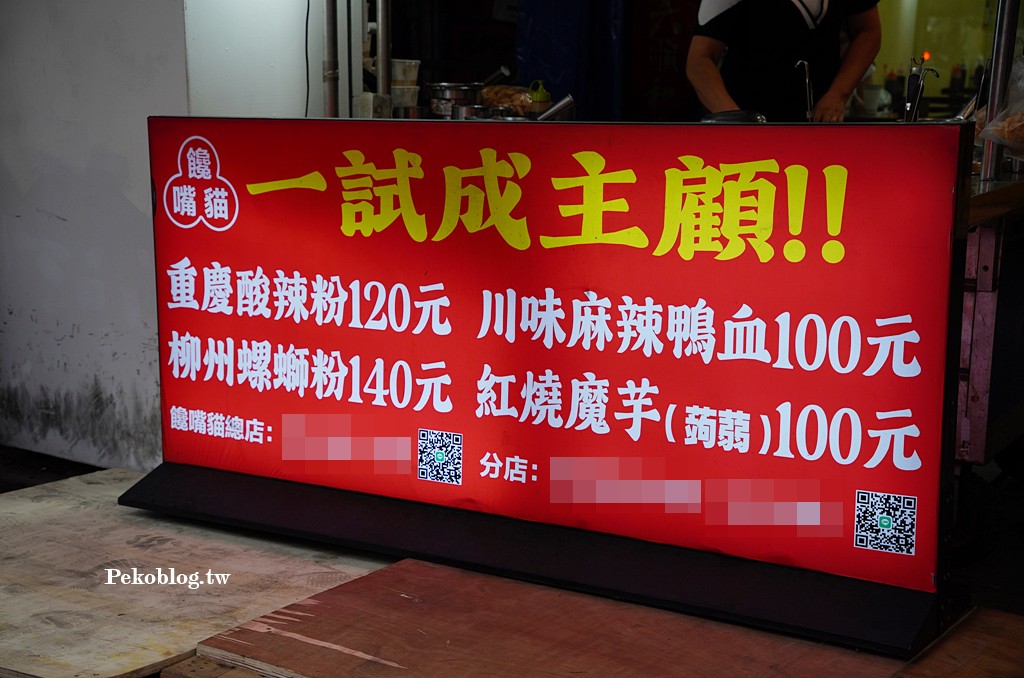 饞
嘴貓
一試成主顧!!
重慶酸辣粉120元
川味麻辣鴨血100元
柳州螺螄粉140元
紅燒魔芋(蒟蒻)100元
饞嘴貓總店:
分店:
Pekoblog.tw